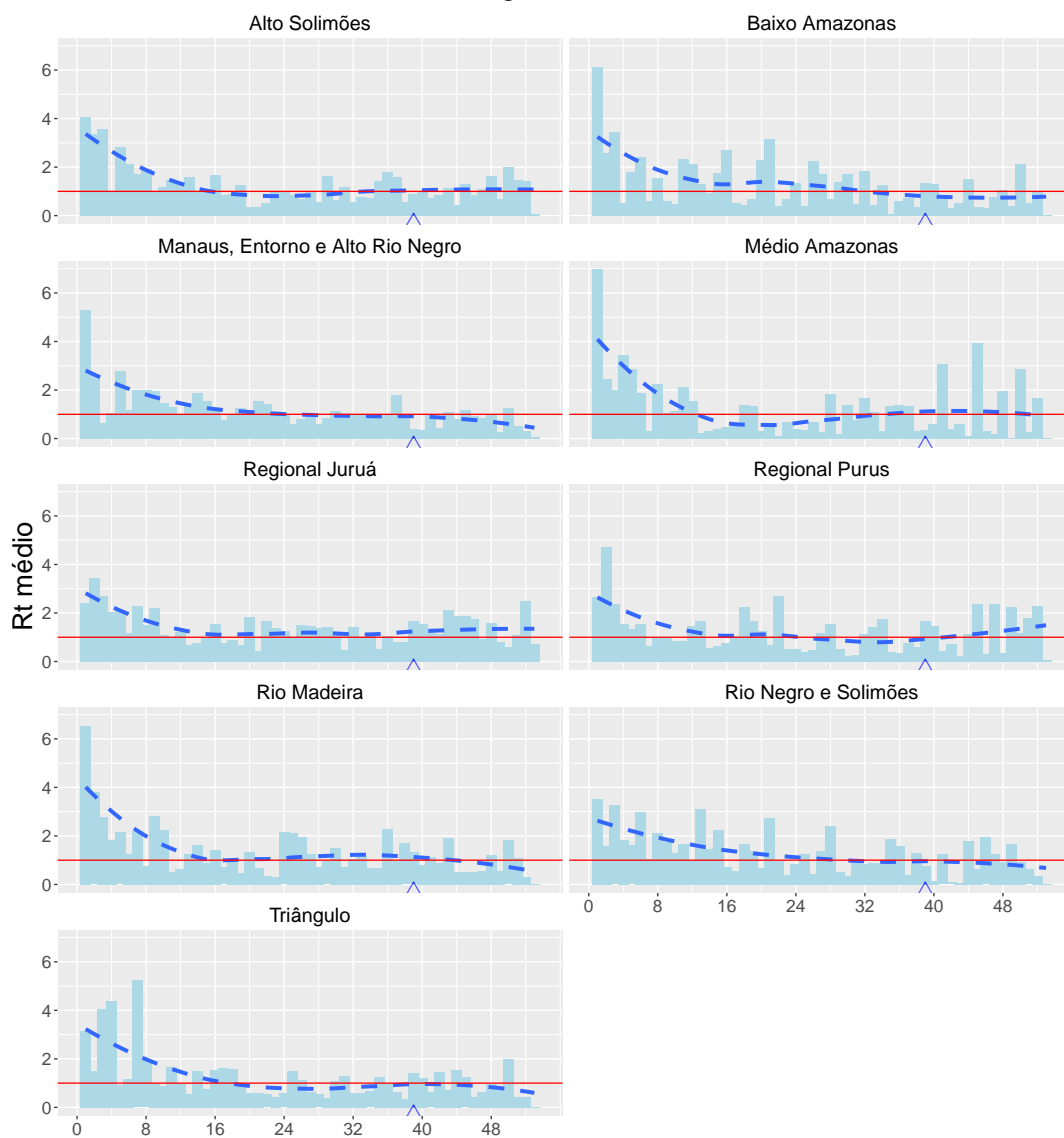 Alto Solimões
Baixo Amazonas
6
4
2
0
Manaus, Entorno e Alto Rio Negro
Médio Amazonas
6
4
2
0
Regional Juruá
Regional Purus
6
4
2
0
Rt médio
Rio Madeira
Rio Negro e Solimões
6
4
2
0
0 8 16 24 32 40 48
Triângulo
6
4
2
0
0 8 16 24 32 40 48